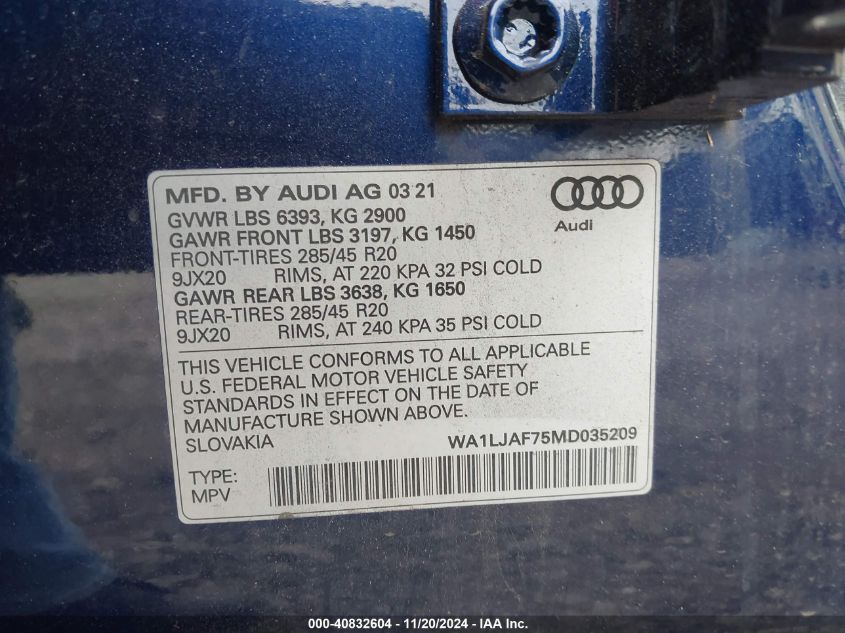 MFD. BY AUDI AG 03 21
GVWR LBS 6393, KG 2900
GAWR FRONT LBS 3197, KG 1450
FRONT-TIRES 285/45 R20
9JX20 RIMS, AT 220 KPA 32 PSI COLD
GAWR REAR LBS 3638, KG 1650
REAR-TIRES 285/45 R20
9JX20 RIMS, AT 240 KPA 35 PSI COLD
Audi
THIS VEHICLE CONFORMS TO ALL APPLICABLE
U.S. FEDERAL MOTOR VEHICLE SAFETY
STANDARDS IN EFFECT ON THE DATE OF
MANUFACTURE SHOWN ABOVE.
SLOVAKIA WA1LJAF75MD035209
TYPE:
MPV
000-40832604 - 11/20/2024 - IAA Inc.